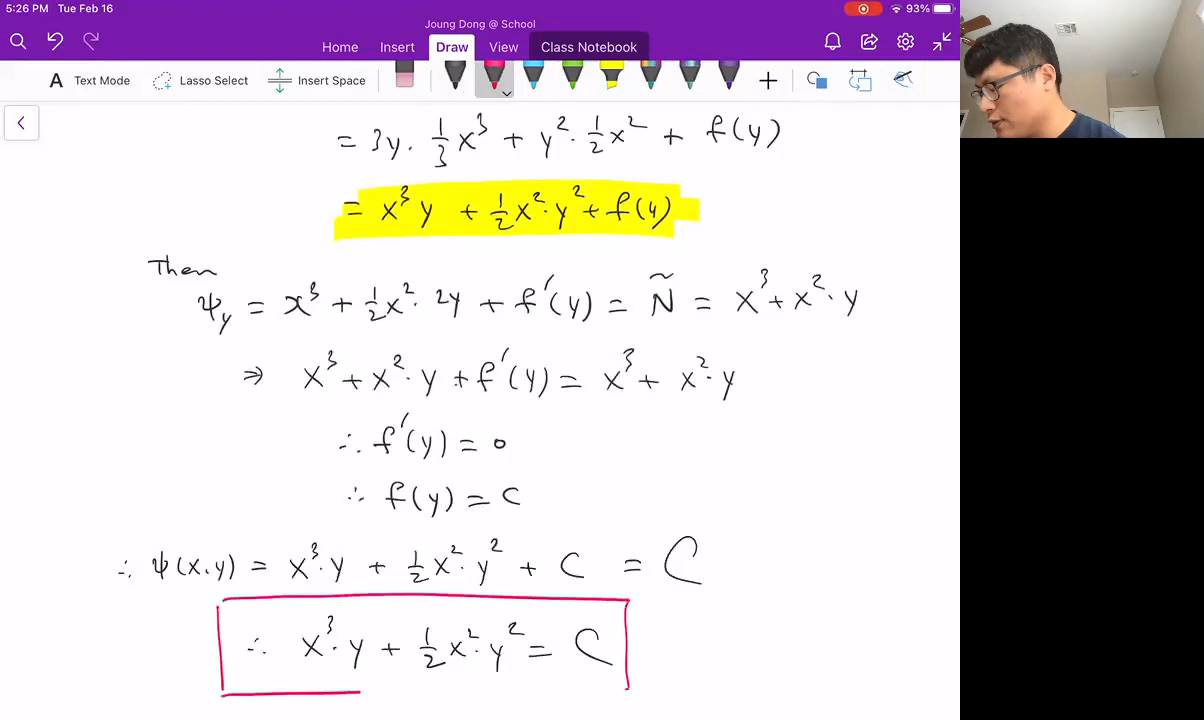 5:26 PM Tue Feb 16
93%
Joung Dong @ School
Home Insert Draw View Class Notebook
A Text Mode Lasso Select Insert Space
= 3y · 1/3 x³ + y² · 1/2 x² + f(y)
= x³ y + 1/2 x² · y² + f(y)
Then
ψ_y = x³ + 1/2 x² · 2y + f'(y) = Ñ = x³ + x² · y
⇒ x³ + x² · y + f'(y) = x³ + x² · y
∴ f'(y) = 0
∴ f(y) = C
∴ ψ(x,y) = x³ · y + 1/2 x² · y² + C = C
∴ x³ · y + 1/2 x² · y² = C